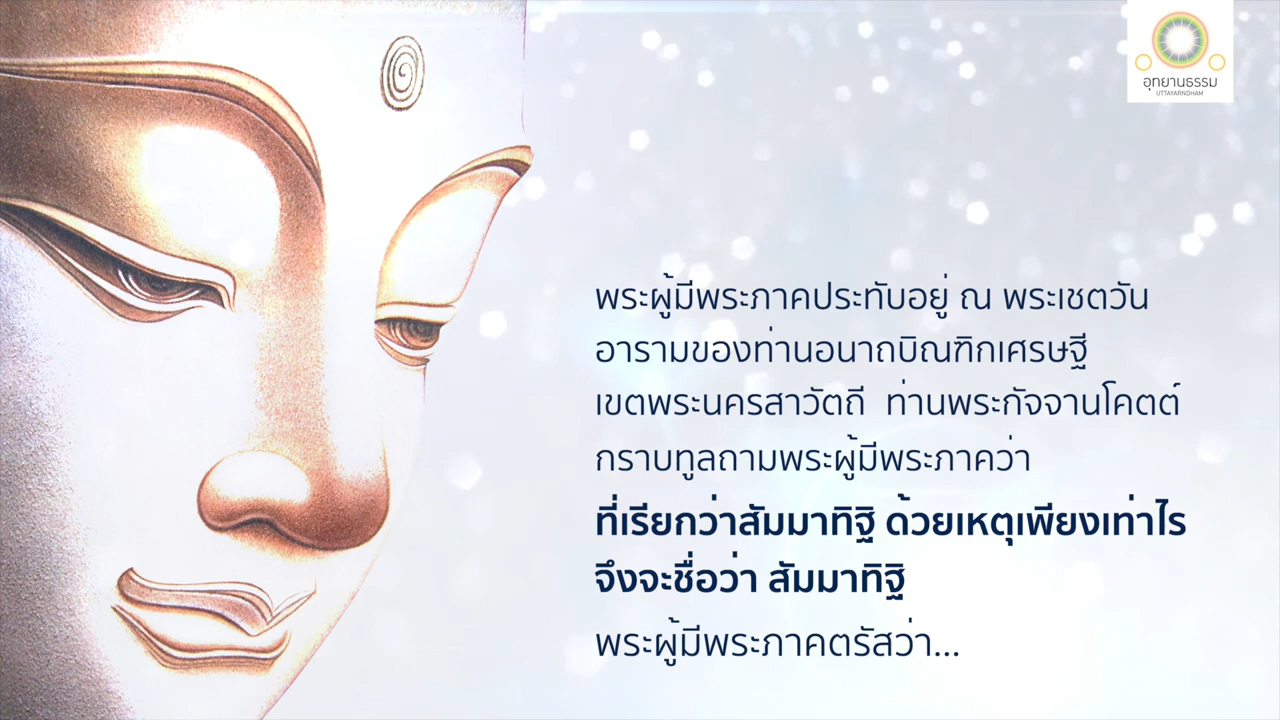 อุทยานธรรม
UTTAYARNDHAM
พระผู้มีพระภาคประทับอยู่ ณ พระเชตวัน
อารามของท่านอนาถบิณฑิกเศรษฐี
เขตพระนครสาวัตถี ท่านพระกัจจานโคตต์
กราบทูลถามพระผู้มีพระภาคว่า
ที่เรียกว่าสัมมาทิฐิ ด้วยเหตุเพียงเท่าไร
จึงจะชื่อว่า สัมมาทิฐิ
พระผู้มีพระภาคตรัสว่า...